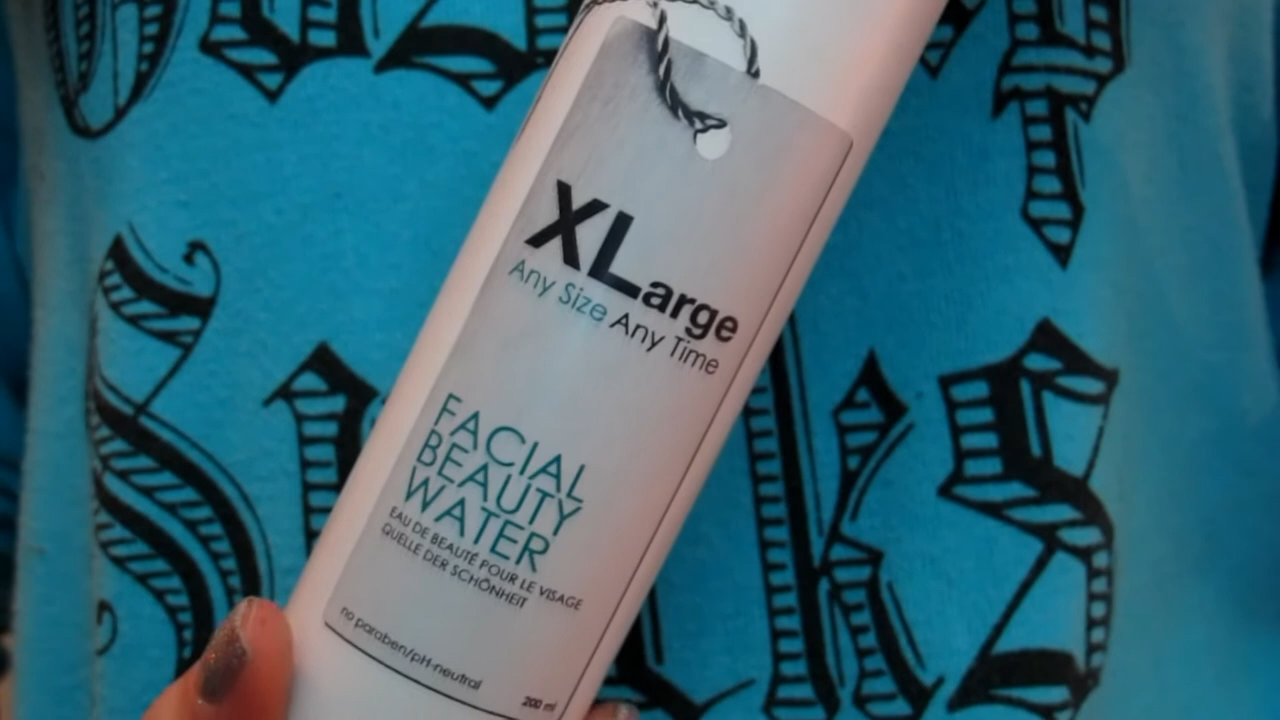 XLarge
Any Size Any Time
FACIAL
BEAUTY
WATER
EAU DE BEAUTÉ POUR LE VISAGE
QUELLE DER SCHÖNHEIT
no paraben/pH-neutral
200 ml